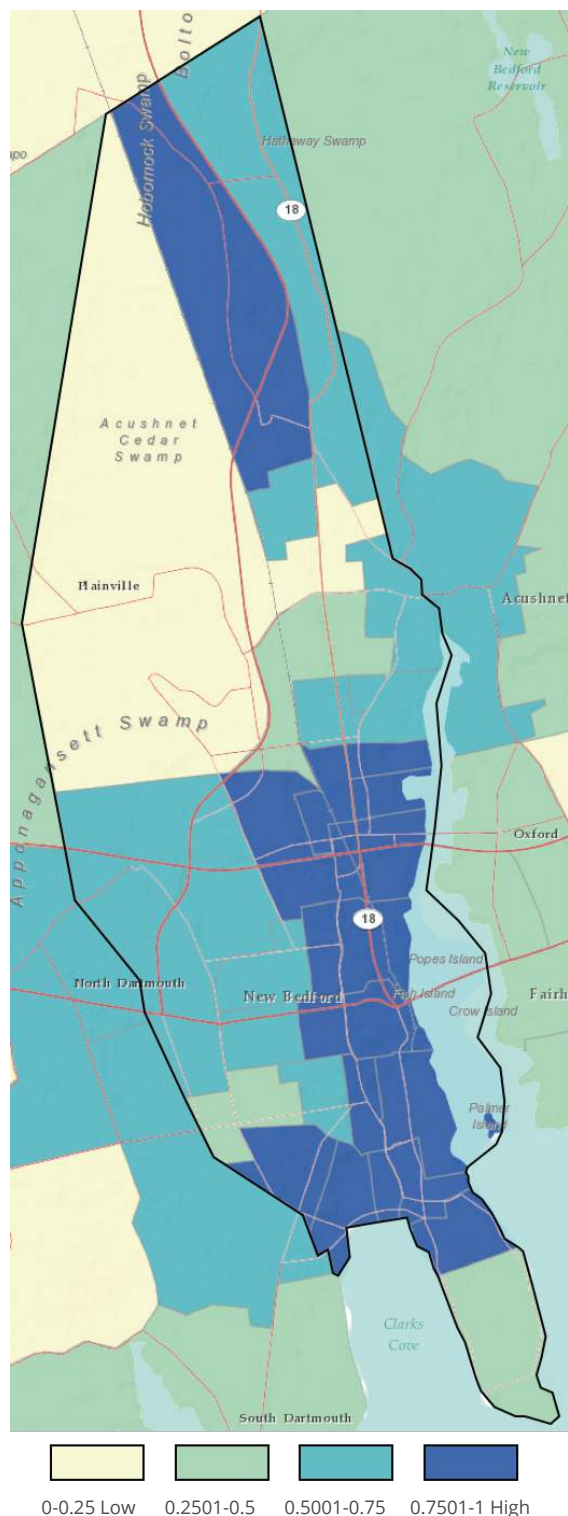 Bolto
New
Bedford
Reservoir
Hobomock Swamp
Hathaway Swamp
mpo
18
Acushnet
Cedar
Swamp
Plainville
Acushnet
Apponagansett Swamp
Oxford
18
Popes Island
North Dartmouth
New Bedford
Fish Island
Fairh
Crow Island
Palmer
Island
Clarks
Cove
South Dartmouth
0-0.25 Low
0.2501-0.5
0.5001-0.75
0.7501-1 High